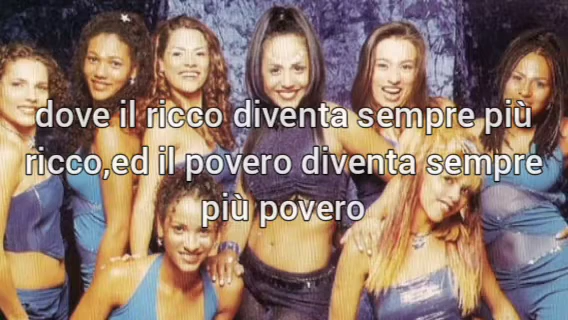 dove il ricco diventa sempre più
ricco,ed il povero diventa sempre
più povero